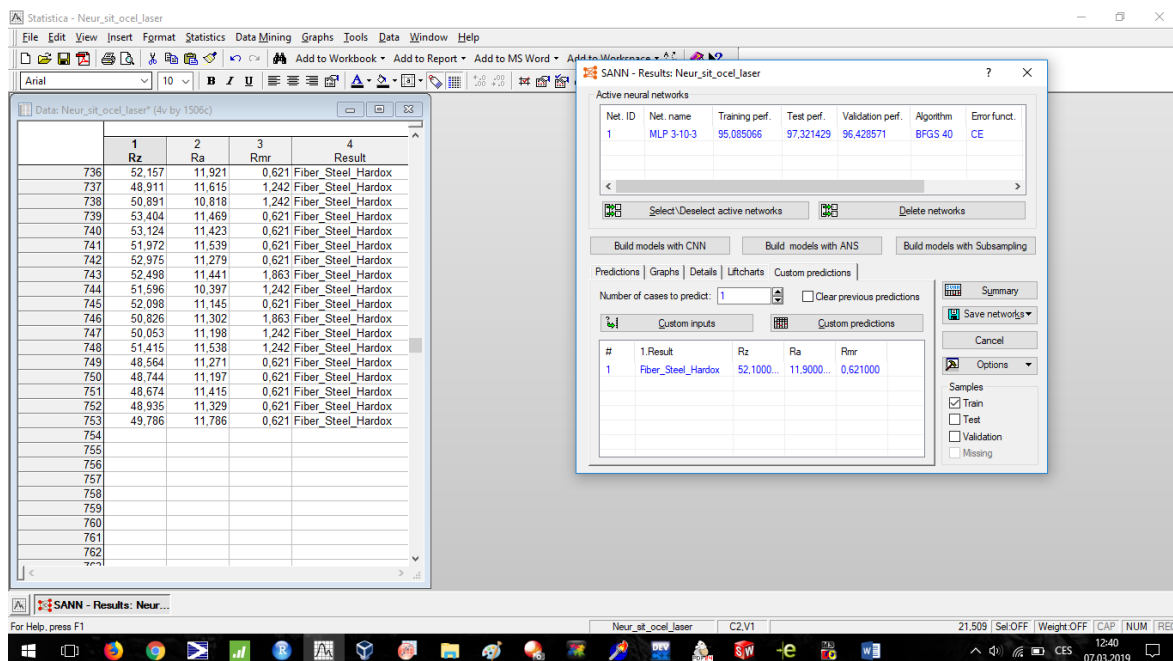 Statistica - Neur_sit_ocel_laser
File Edit View Insert Format Statistics Data Mining Graphs Tools Data Window Help
Add to Workbook Add to Report Add to MS Word Add to Workspace
Arial 10 B I U
Data: Neur_sit_ocel_laser* (4v by 1506c)
1 2 3 4
Rz Ra Rmr Result
736 52,157 11,921 0,621 Fiber_Steel_Hardox
737 48,911 11,615 1,242 Fiber_Steel_Hardox
738 50,891 10,818 1,242 Fiber_Steel_Hardox
739 53,404 11,469 0,621 Fiber_Steel_Hardox
740 53,124 11,423 0,621 Fiber_Steel_Hardox
741 51,972 11,539 0,621 Fiber_Steel_Hardox
742 52,975 11,279 0,621 Fiber_Steel_Hardox
743 52,498 11,441 1,863 Fiber_Steel_Hardox
744 51,596 10,397 1,242 Fiber_Steel_Hardox
745 52,098 11,145 0,621 Fiber_Steel_Hardox
746 50,826 11,302 1,863 Fiber_Steel_Hardox
747 50,053 11,198 1,242 Fiber_Steel_Hardox
748 51,415 11,538 1,242 Fiber_Steel_Hardox
749 48,564 11,271 0,621 Fiber_Steel_Hardox
750 48,744 11,197 0,621 Fiber_Steel_Hardox
751 48,674 11,415 0,621 Fiber_Steel_Hardox
752 48,935 11,329 0,621 Fiber_Steel_Hardox
753 49,786 11,786 0,621 Fiber_Steel_Hardox
754
755
756
757
758
759
760
761
762
763
SANN - Results: Neur_sit_ocel_laser ?
Active neural networks
Net. ID Net. name Training perf. Test perf. Validation perf. Algorithm Error funct.
1 MLP 3-10-3 95,085066 97,321429 96,428571 BFGS 40 CE
Select\Deselect active networks Delete networks
Build models with CNN Build models with ANS Build models with Subsampling
Predictions Graphs Details Liftcharts Custom predictions
Number of cases to predict: 1 Clear previous predictions
Custom inputs Custom predictions
# 1.Result Rz Ra Rmr
1 Fiber_Steel_Hardox 52,1000... 11,9000... 0,621000
Summary
Save networks
Cancel
Options
Samples
Train
Test
Validation
Missing
SANN - Results: Neur...
For Help, press F1 Neur_sit_ocel_laser C2,V1 21,509 Sel:OFF Weight:OFF CAP NUM REC
DEV
SW
CES
12:40
07.03.2019